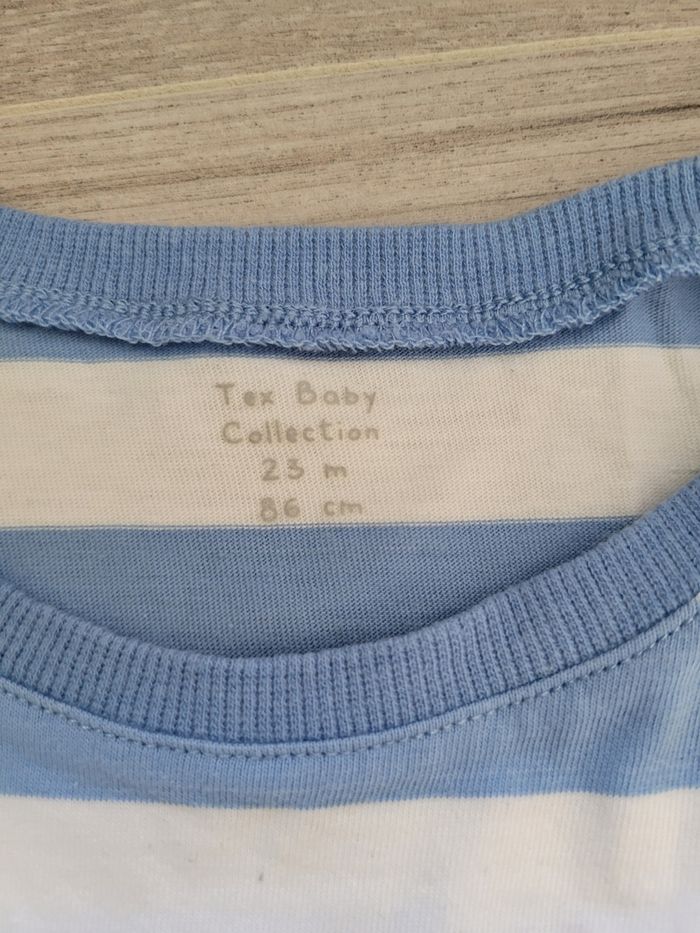 Tex Baby
Collection
23 m
86 cm